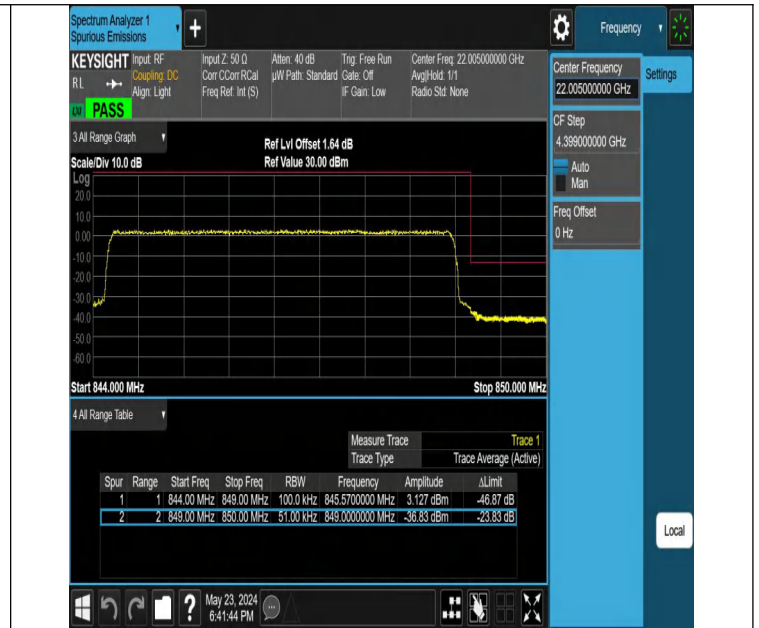 Spectrum Analyzer 1
Spurious Emissions
+
Frequency
KEYSIGHT
RL
PASS
Input: RF
Coupling: DC
Align: Light
Input Z: 50 Ω
Corr CCorr RCal
Freq Ref: Int (S)
Atten: 40 dB
µW Path: Standard
Trig: Free Run
Gate: Off
IF Gain: Low
Center Freq: 22.005000000 GHz
Avg|Hold: 1/1
Radio Std: None
Center Frequency
22.005000000 GHz
Settings
CF Step
4.399000000 GHz
Auto
Man
Freq Offset
0 Hz
3 All Range Graph
Scale/Div 10.0 dB
Ref Lvl Offset 1.64 dB
Ref Value 30.00 dBm
Log
20.0
10.0
0.00
-10.0
-20.0
-30.0
-40.0
-50.0
-60.0
Start 844.000 MHz
Stop 850.000 MHz
4 All Range Table
Measure Trace Trace 1
Trace Type Trace Average (Active)
Spur Range Start Freq Stop Freq RBW Frequency Amplitude ΔLimit
1 1 844.00 MHz 849.00 MHz 100.0 kHz 845.5700000 MHz 3.127 dBm -46.87 dB
2 2 849.00 MHz 850.00 MHz 51.00 kHz 849.0000000 MHz -36.83 dBm -23.83 dB
Local
?
May 23, 2024
6:41:44 PM